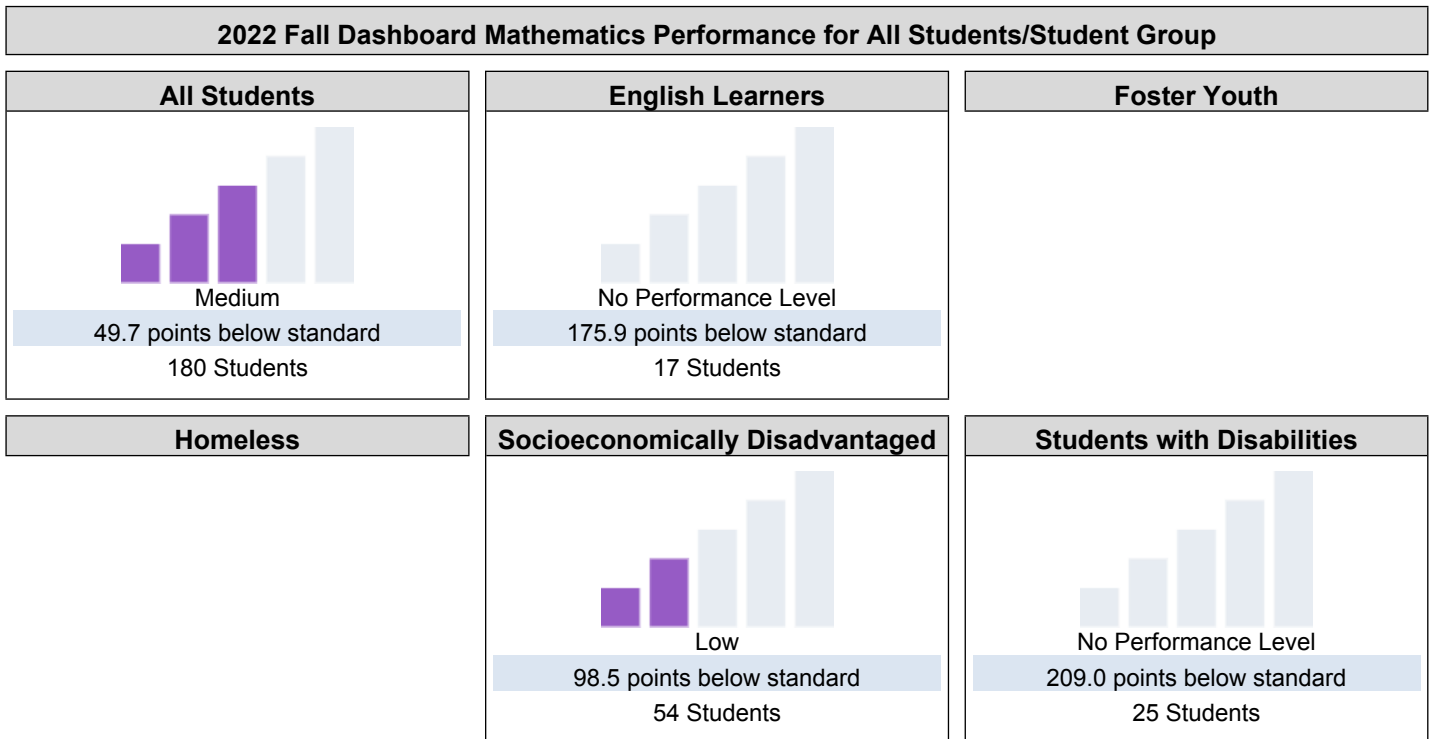 2022 Fall Dashboard Mathematics Performance for All Students/Student Group
All Students
Medium
49.7 points below standard
180 Students
English Learners
No Performance Level
175.9 points below standard
17 Students
Foster Youth
Homeless
Socioeconomically Disadvantaged
Low
98.5 points below standard
54 Students
Students with Disabilities
No Performance Level
209.0 points below standard
25 Students